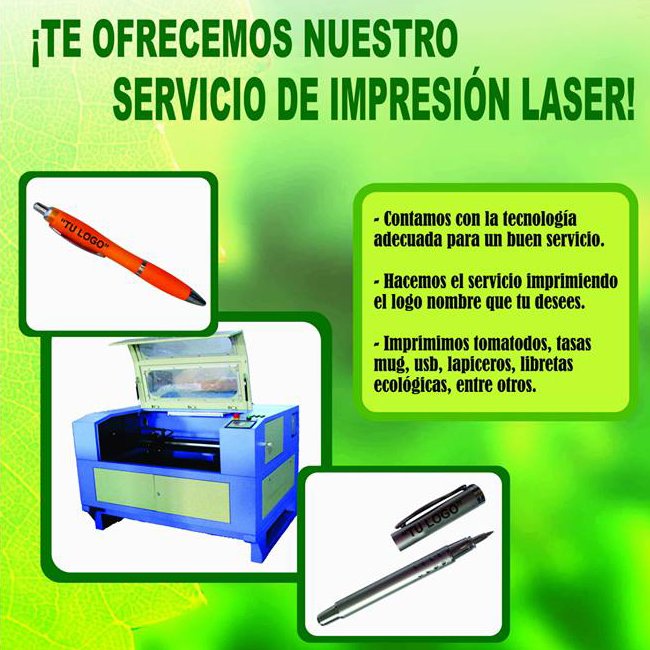 ¡TE OFRECEMOS NUESTRO
SERVICIO DE IMPRESIÓN LASER!
"TU LOGO"
- Contamos con la tecnología
adecuada para un buen servicio.
- Hacemos el servicio imprimiendo
el logo nombre que tu desees.
- Imprimimos tomatodos, tasas
mug, usb, lapiceros, libretas
ecológicas, entre otros.
"TU LOGO"